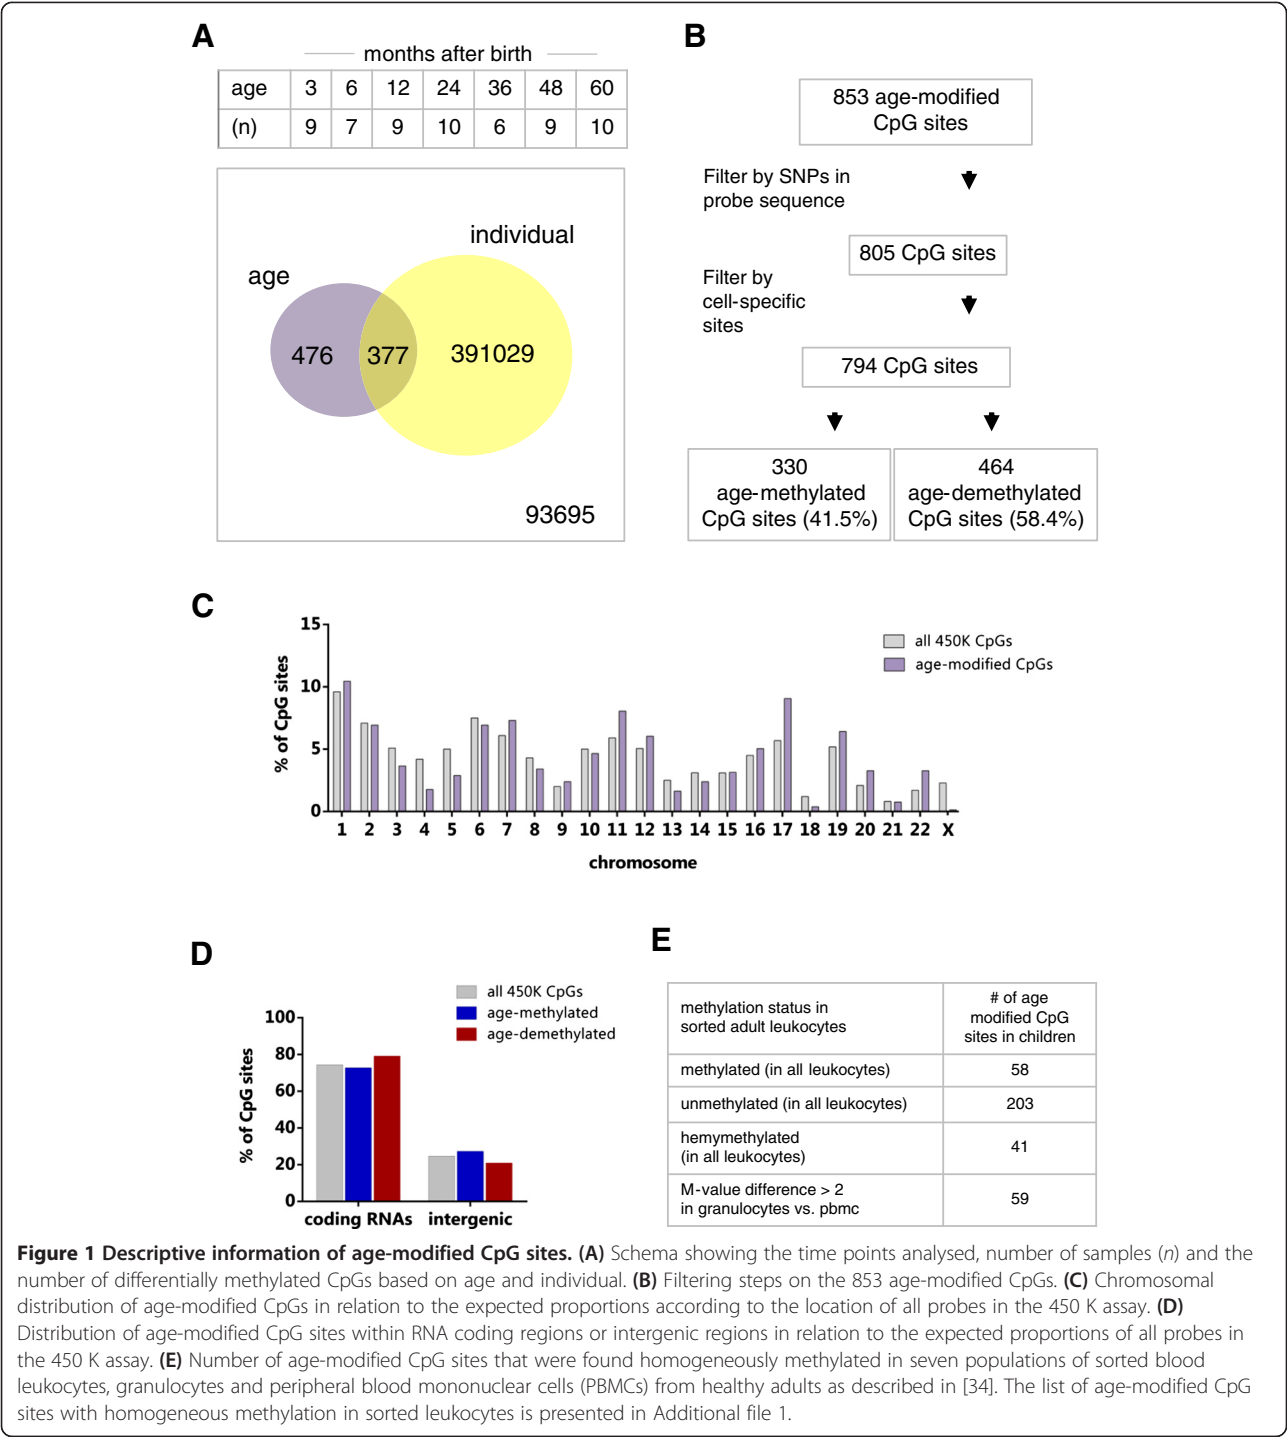 A
months after birth
age 3 6 12 24 36 48 60
(n) 9 7 9 10 6 9 10
individual
age
476 377 391029
93695
B
853 age-modified
CpG sites
Filter by SNPs in
probe sequence
805 CpG sites
Filter by
cell-specific
sites
794 CpG sites
330
age-methylated
CpG sites (41.5%)
464
age-demethylated
CpG sites (58.4%)
C
15
10
5
0
% of CpG sites
all 450K CpGs
age-modified CpGs
1 2 3 4 5 6 7 8 9 10 11 12 13 14 15 16 17 18 19 20 21 22 X
chromosome
D
all 450K CpGs
age-methylated
age-demethylated
100
80
60
40
20
0
% of CpG sites
coding RNAs intergenic
E
methylation status in
sorted adult leukocytes
# of age
modified CpG
sites in children
methylated (in all leukocytes) 58
unmethylated (in all leukocytes) 203
hemymethylated
(in all leukocytes)
41
M-value difference > 2
in granulocytes vs. pbmc
59
Figure 1 Descriptive information of age-modified CpG sites. (A) Schema showing the time points analysed, number of samples (n) and the
number of differentially methylated CpGs based on age and individual. (B) Filtering steps on the 853 age-modified CpGs. (C) Chromosomal
distribution of age-modified CpGs in relation to the expected proportions according to the location of all probes in the 450 K assay. (D)
Distribution of age-modified CpG sites within RNA coding regions or intergenic regions in relation to the expected proportions of all probes in
the 450 K assay. (E) Number of age-modified CpG sites that were found homogeneously methylated in seven populations of sorted blood
leukocytes, granulocytes and peripheral blood mononuclear cells (PBMCs) from healthy adults as described in [34]. The list of age-modified CpG
sites with homogeneous methylation in sorted leukocytes is presented in Additional file 1.